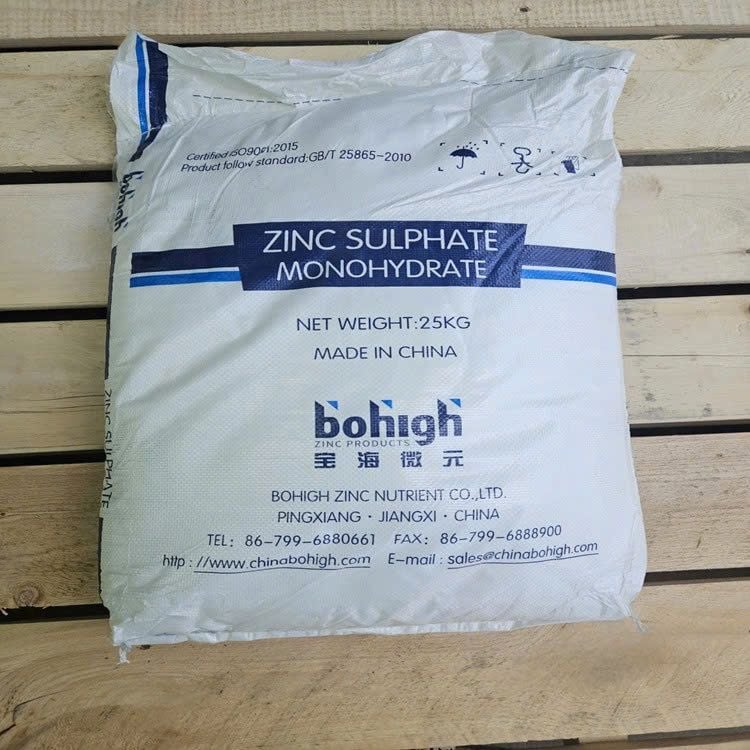 Certified ISO9001:2015
Product follow standard:GB/T 25865-2010
bohigh
ZINC SULPHATE
MONOHYDRATE
NET WEIGHT:25KG
MADE IN CHINA
bohigh
ZINC PRODUCTS
宝海微元
BOHIGH ZINC NUTRIENT CO.,LTD.
PINGXIANG · JIANGXI · CHINA
TEL: 86-799-6880661 FAX: 86-799-6888900
http : //www.chinabohigh.com E-mail : sales@chinabohigh.com
ZINC SULPHATE